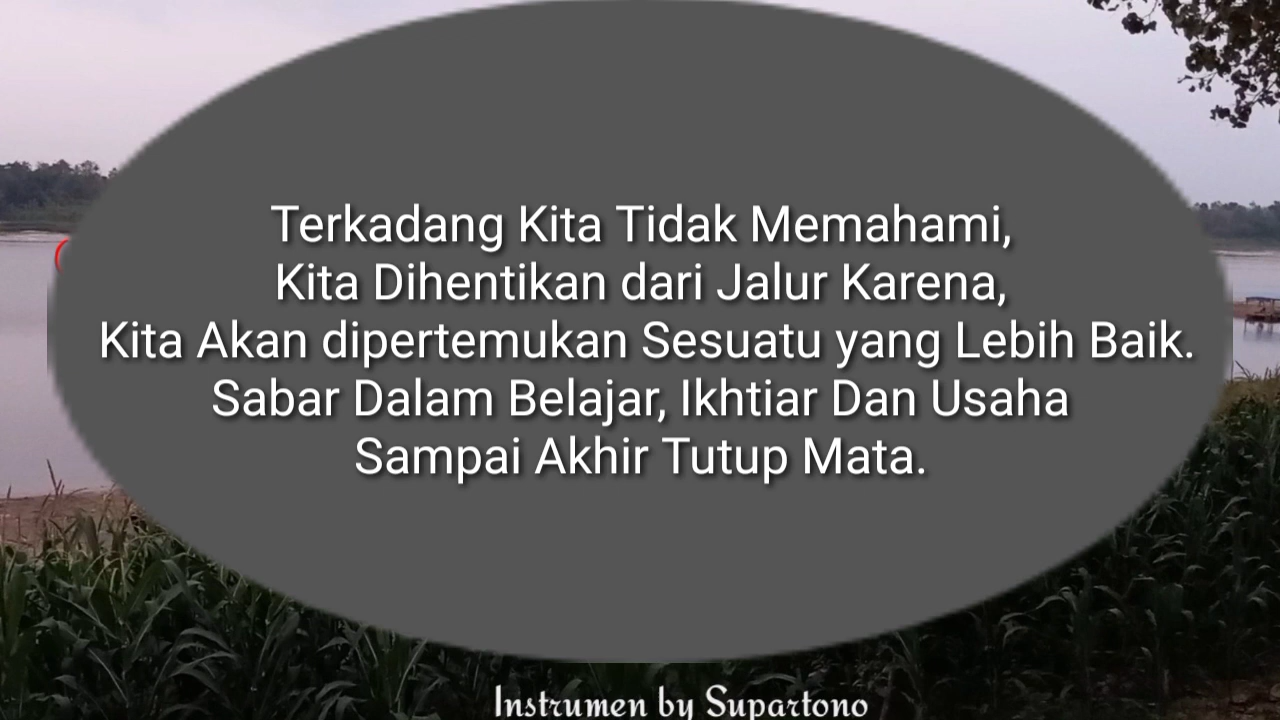 Terkadang Kita Tidak Memahami,
Kita Dihentikan dari Jalur Karena,
Kita Akan dipertemukan Sesuatu yang Lebih Baik.
Sabar Dalam Belajar, Ikhtiar Dan Usaha
Sampai Akhir Tutup Mata.
Instrumen by Supartono